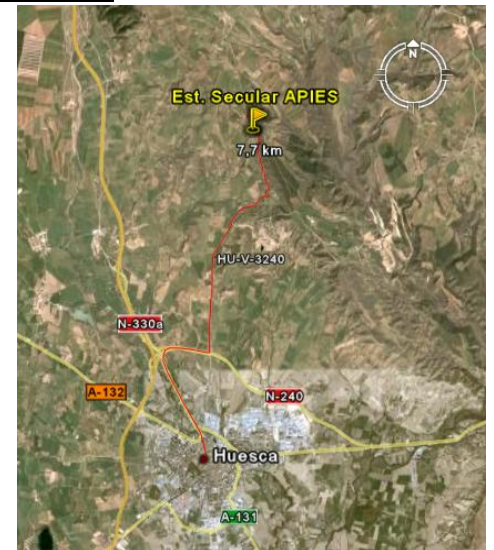 N
Est. Secular APIES
7,7 km
HU-V-3240
N-330a
A-132
N-240
Huesca
A-131